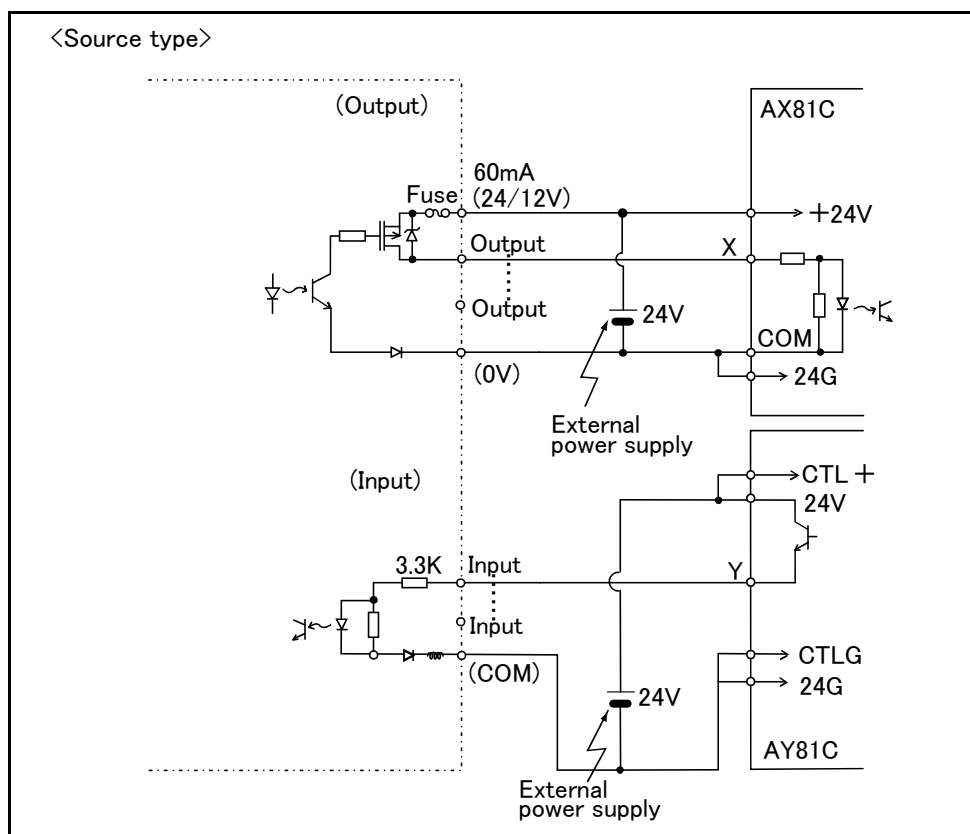 <Source type>
(Output)
AX81C
60mA
Fuse (24/12V)
+24V
Output
X
Output
24V
COM
(0V)
24G
External
power supply
(Input)
CTL+
24V
3.3K
Input
Y
Input
(COM)
CTLG
24V
24G
AY81C
External
power supply